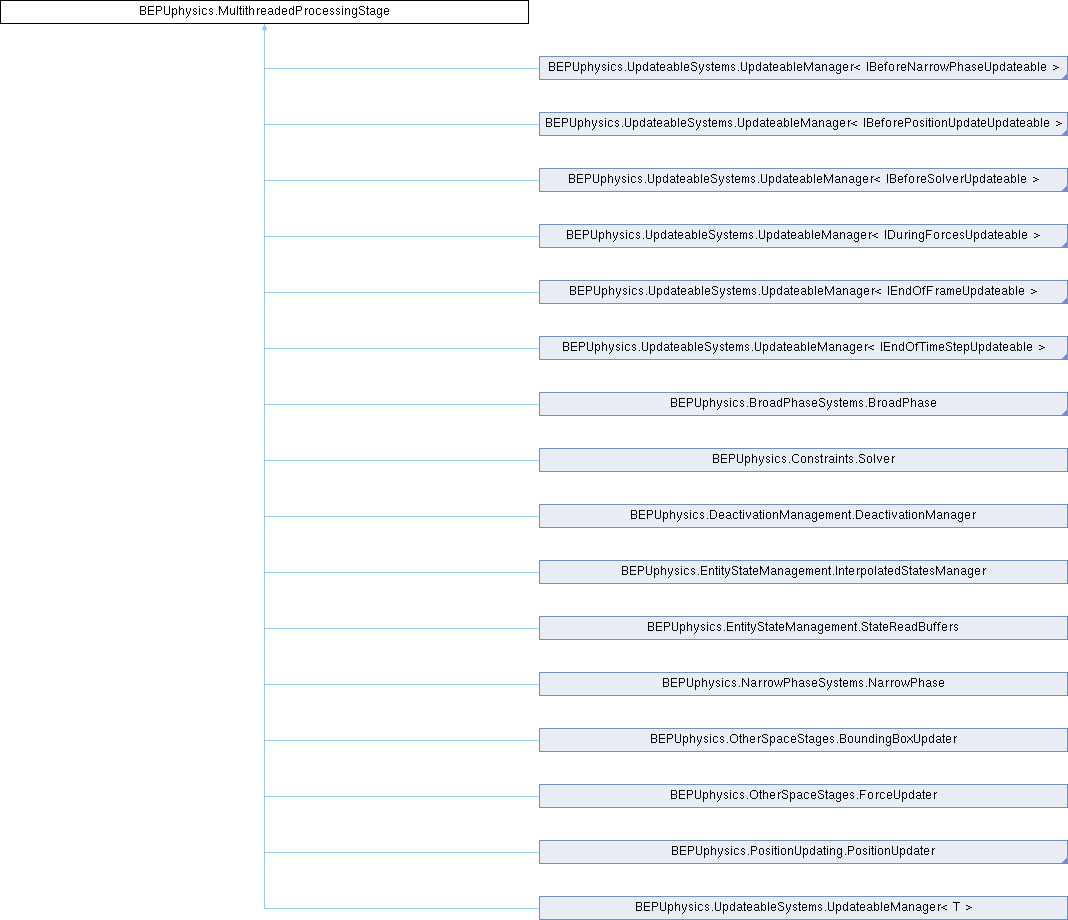 BEPUphysics.MultithreadedProcessingStage
BEPUphysics.UpdateableSystems.UpdateableManager< IBeforeNarrowPhaseUpdateable >
BEPUphysics.UpdateableSystems.UpdateableManager< IBeforePositionUpdateUpdateable >
BEPUphysics.UpdateableSystems.UpdateableManager< IBeforeSolverUpdateable >
BEPUphysics.UpdateableSystems.UpdateableManager< IDuringForcesUpdateable >
BEPUphysics.UpdateableSystems.UpdateableManager< IEndOfFrameUpdateable >
BEPUphysics.UpdateableSystems.UpdateableManager< IEndOfTimeStepUpdateable >
BEPUphysics.BroadPhaseSystems.BroadPhase
BEPUphysics.Constraints.Solver
BEPUphysics.DeactivationManagement.DeactivationManager
BEPUphysics.EntityStateManagement.InterpolatedStatesManager
BEPUphysics.EntityStateManagement.StateReadBuffers
BEPUphysics.NarrowPhaseSystems.NarrowPhase
BEPUphysics.OtherSpaceStages.BoundingBoxUpdater
BEPUphysics.OtherSpaceStages.ForceUpdater
BEPUphysics.PositionUpdating.PositionUpdater
BEPUphysics.UpdateableSystems.UpdateableManager< T >